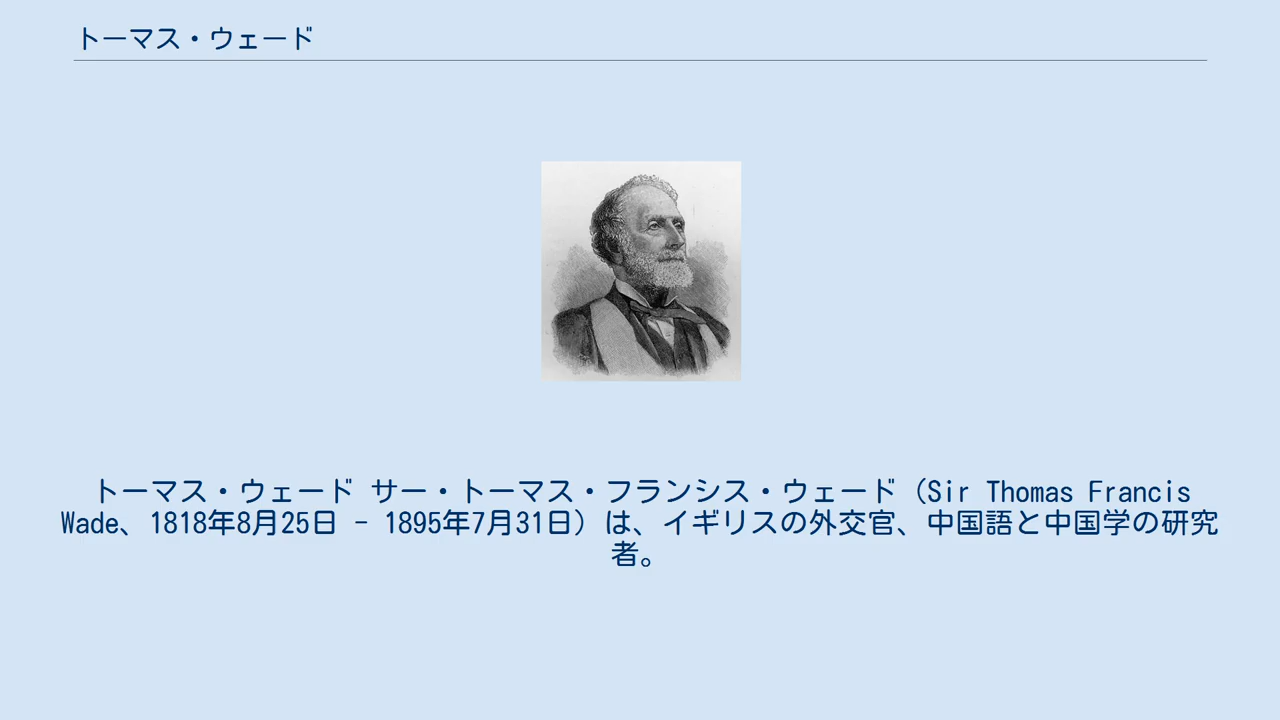 トーマス・ウェード
トーマス・ウェード サー・トーマス・フランシス・ウェード（Sir Thomas Francis
Wade、1818年8月25日 - 1895年7月31日）は、イギリスの外交官、中国語と中国学の研究
者。